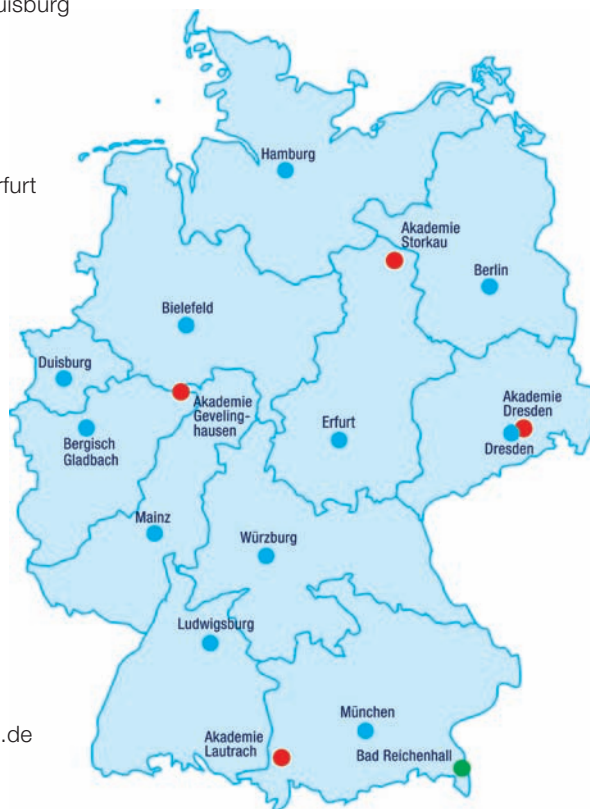 uisburg
Hamburg
rfurt
Akademie
Storkau
Berlin
Bielefeld
Duisburg
Akademie
Geveling-
hausen
Akademie
Dresden
Erfurt
Bergisch
Gladbach
Dresden
Mainz
Würzburg
Ludwigsburg
München
.de
Akademie
Lautrach
Bad Reichenhall